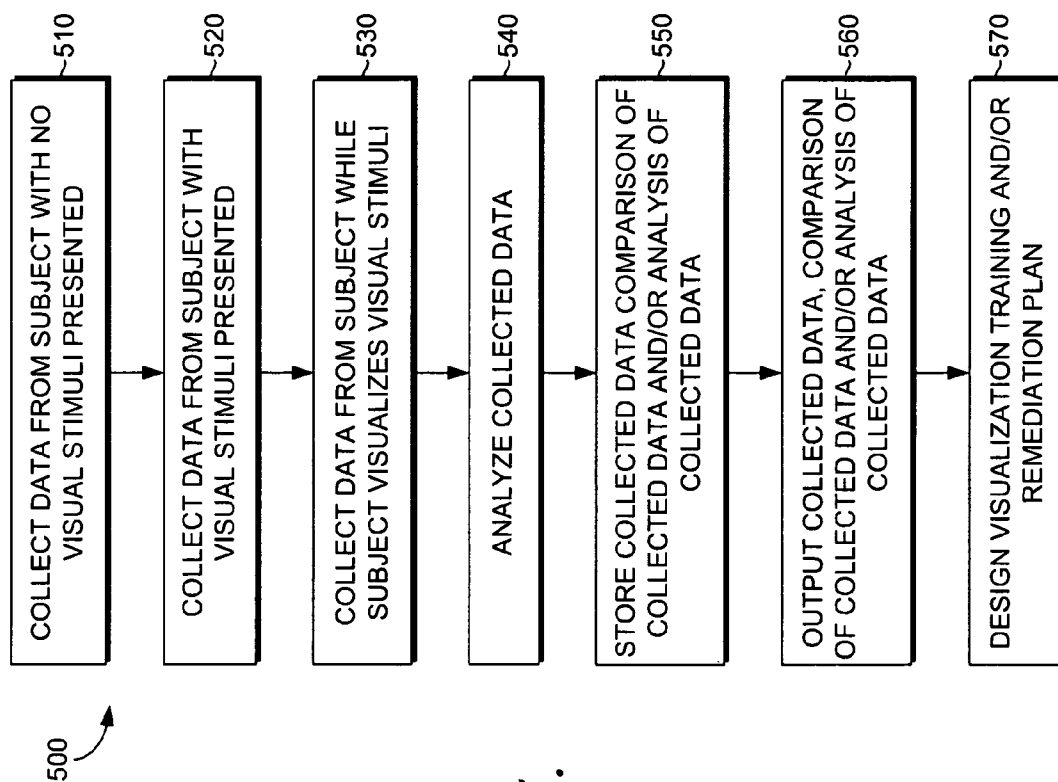 500
COLLECT DATA FROM SUBJECT WITH NO
VISUAL STIMULI PRESENTED
510
COLLECT DATA FROM SUBJECT WITH
VISUAL STIMULI PRESENTED
520
COLLECT DATA FROM SUBJECT WHILE
SUBJECT VISUALIZES VISUAL STIMULI
530
ANALYZE COLLECTED DATA
540
STORE COLLECTED DATA COMPARISON OF
COLLECTED DATA AND/OR ANALYSIS OF
COLLECTED DATA
550
OUTPUT COLLECTED DATA, COMPARISON
OF COLLECTED DATA AND/OR ANALYSIS OF
COLLECTED DATA
560
DESIGN VISUALIZATION TRAINING AND/OR
REMEDIATION PLAN
570